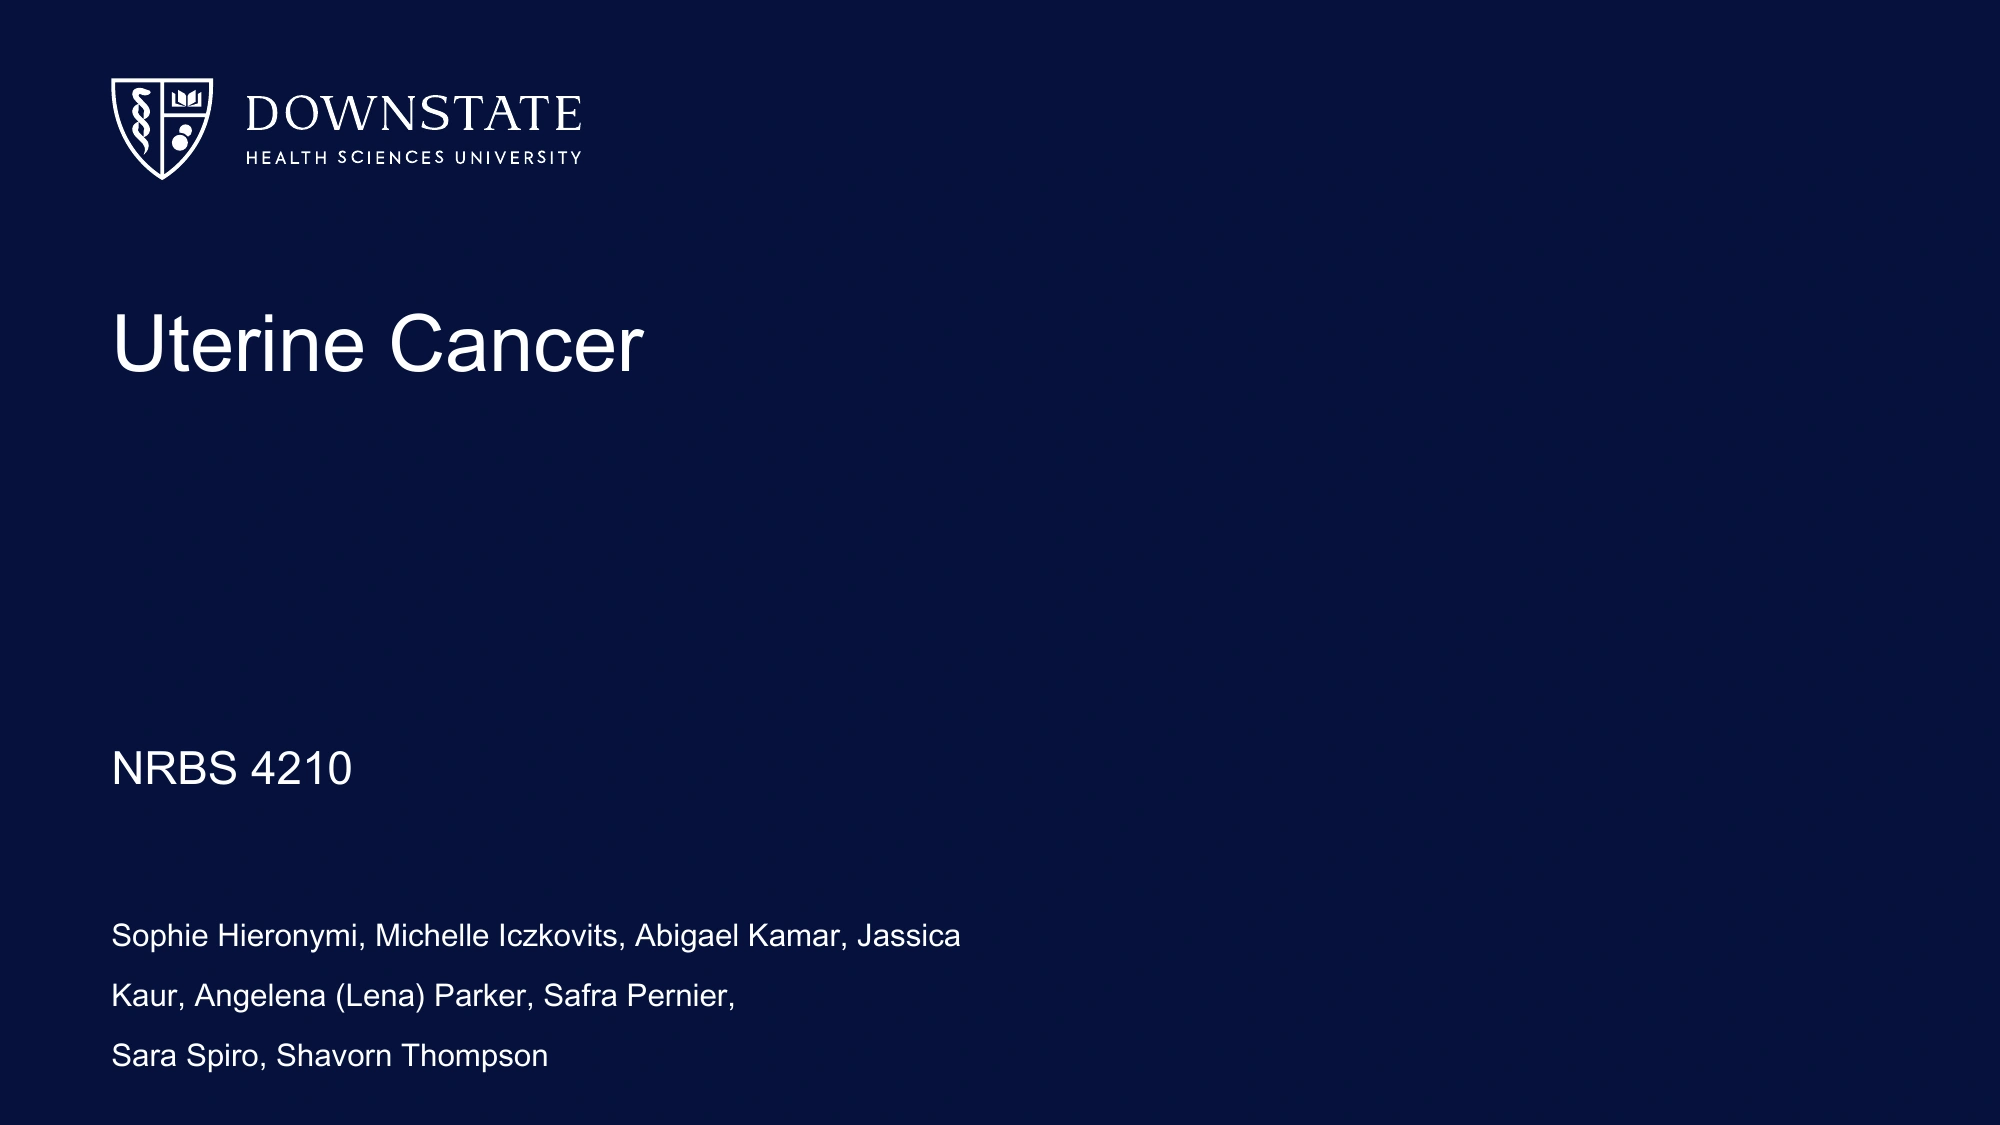 DOWNSTATE
HEALTH SCIENCES UNIVERSITY
Uterine Cancer
NRBS 4210
Sophie Hieronymi, Michelle Iczkovits, Abigael Kamar, Jassica
Kaur, Angelena (Lena) Parker, Safra Pernier,
Sara Spiro, Shavorn Thompson